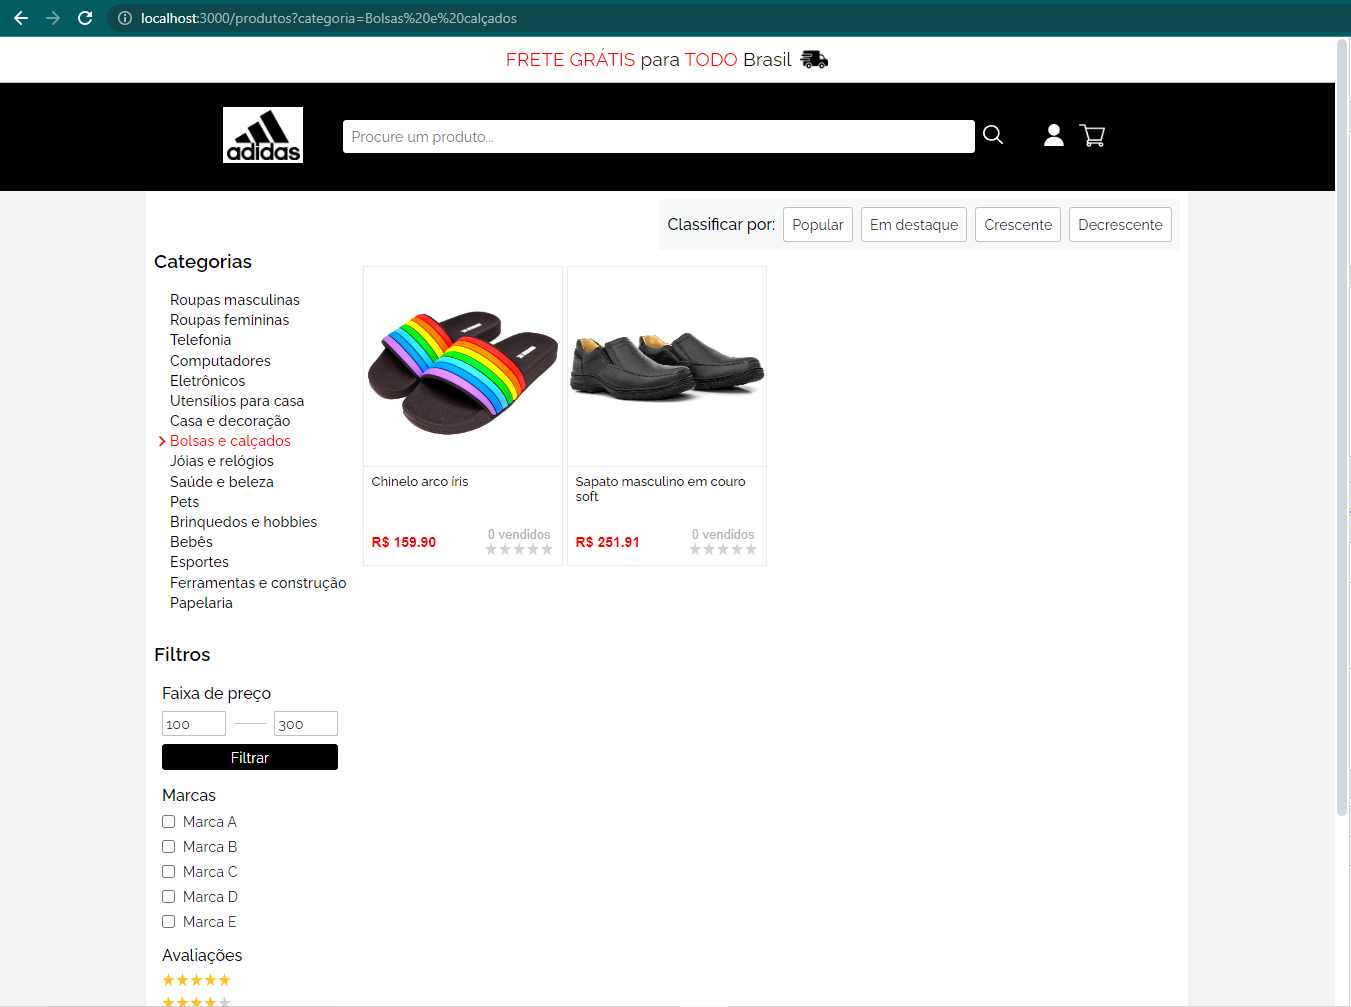 localhost:3000/produtos?categoria=Bolsas%20e%20calçados
FRETE GRÁTIS para TODO Brasil
adidas
Procure um produto...
Classificar por:
Popular
Em destaque
Crescente
Decrescente
Categorias
Roupas masculinas
Roupas femininas
Telefonia
Computadores
Eletrônicos
Utensílios para casa
Casa e decoração
Bolsas e calçados
Jóias e relógios
Saúde e beleza
Pets
Brinquedos e hobbies
Bebês
Esportes
Ferramentas e construção
Papelaria
Chinelo arco íris
R$ 159.90
0 vendidos
Sapato masculino em couro
soft
R$ 251.91
0 vendidos
Filtros
Faixa de preço
100
300
Filtrar
Marcas
Marca A
Marca B
Marca C
Marca D
Marca E
Avaliações